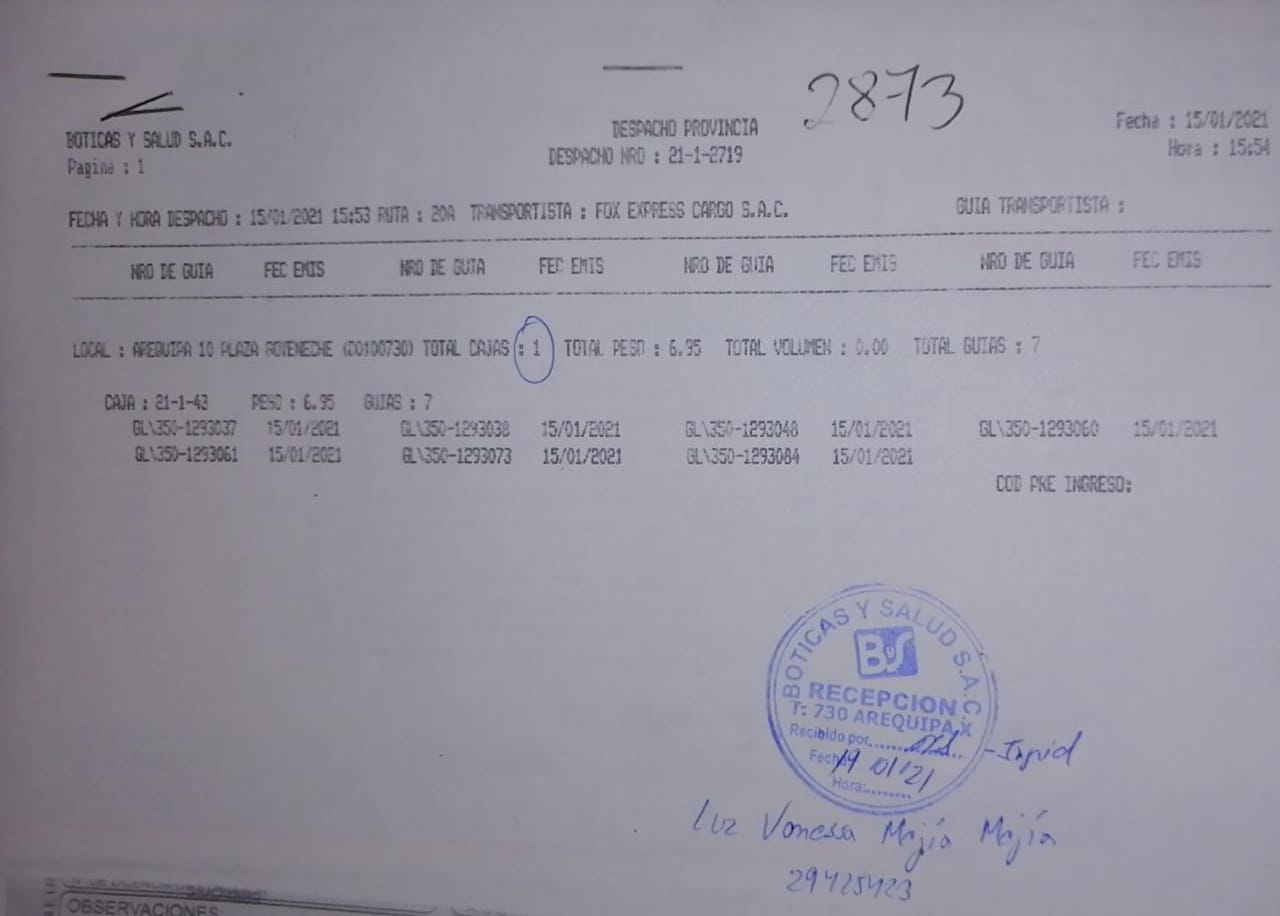 2873
BOTICAS Y SALUD S.A.C.
Pagina : 1
DESPACHO PROVINCIA
DESPACHO NRO : 21-1-2719
Fecha : 15/01/2021
Hora : 15:54
FECHA Y HORA DESPACHO : 15/01/2021 15:53 RUTA : 20A TRANSPORTISTA : FOX EXPRESS CARGO S.A.C. GUIA TRANSPORTISTA :
NRO DE GUIA FEC EMIS NRO DE GUIA FEC EMIS NRO DE GUIA FEC EMIS NRO DE GUIA FEC EMIS
LOCAL : AREQUIPA 10 PLAZA (C0100730) TOTAL CAJAS : 1 TOTAL PESO : 6.95 TOTAL VOLUMEN : 0.00 TOTAL GUIAS : 7
CAJA : 21-1-43 PESO : 6.95 GUIAS : 7
GL\350-1293037 15/01/2021 GL\350-1293038 15/01/2021 GL\350-1293048 15/01/2021 GL\350-1293060 15/01/2021
GL\350-1293061 15/01/2021 GL\350-1293073 15/01/2021 GL\350-1293084 15/01/2021
COD PRE INGRESO:
BOTICAS Y SALUD S.A.C.
ByS
RECEPCION
T: 730 AREQUIPA X
Recibido por.......... -Ingrid
Fecha 19 01/21
Hora:........
Luz Vanessa Mejía Mejía
29425423
OBSERVACIONES